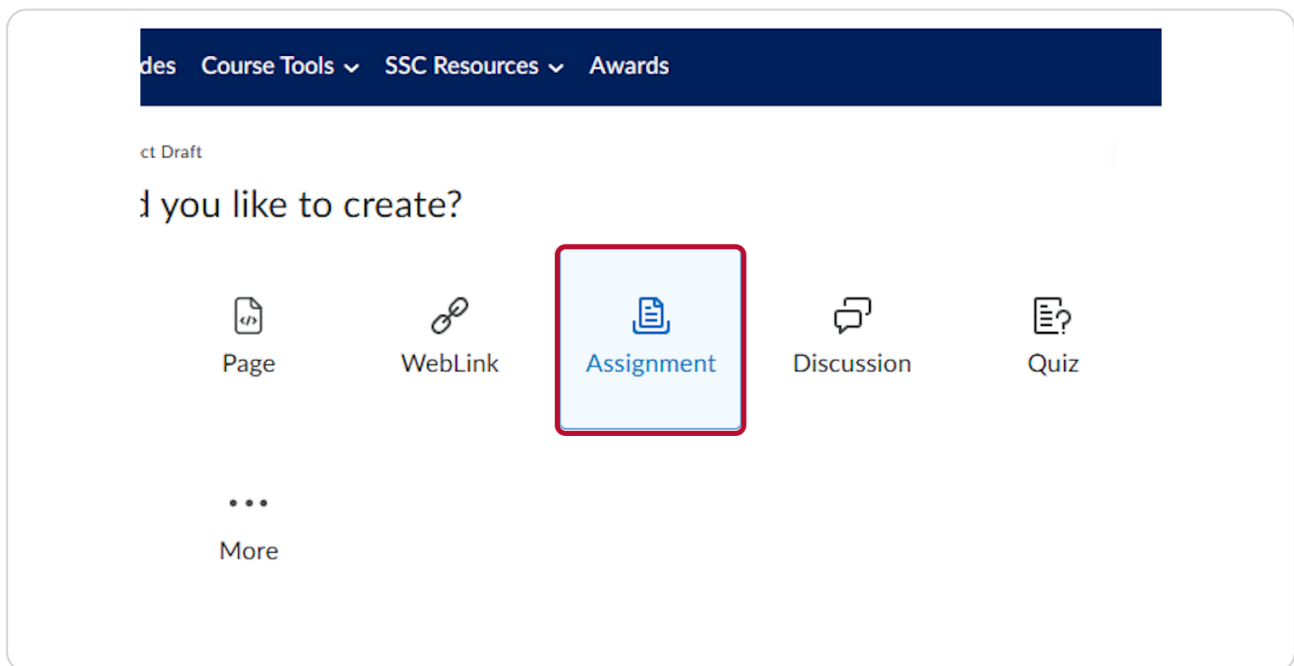 des Course Tools SSC Resources Awards
ct Draft
d you like to create?
Page WebLink Assignment Discussion Quiz
More